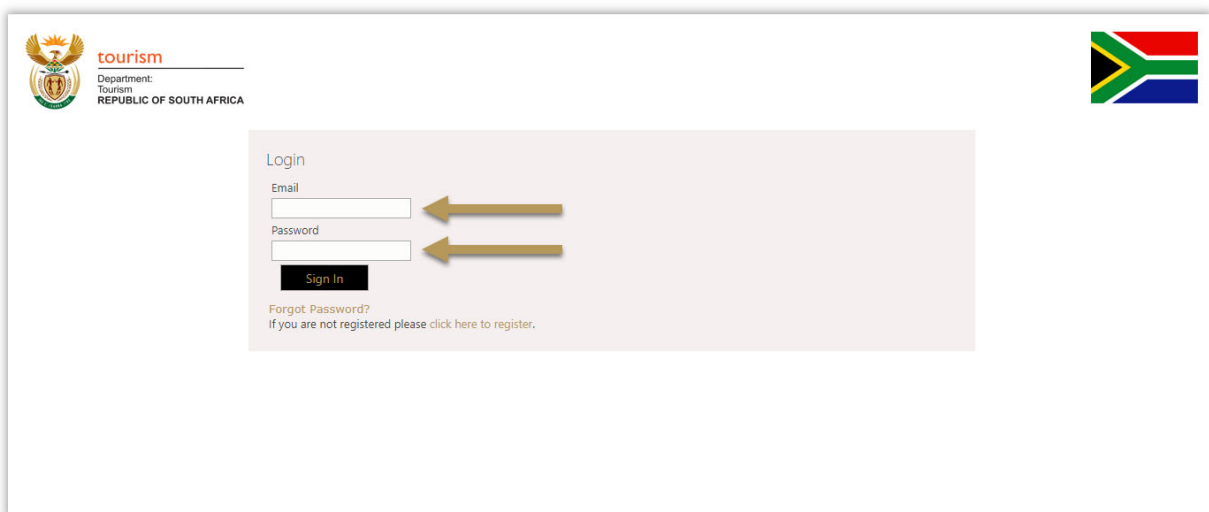 tourism
Department:
Tourism
REPUBLIC OF SOUTH AFRICA
Login
Email
Password
Sign In
Forgot Password?
If you are not registered please click here to register.